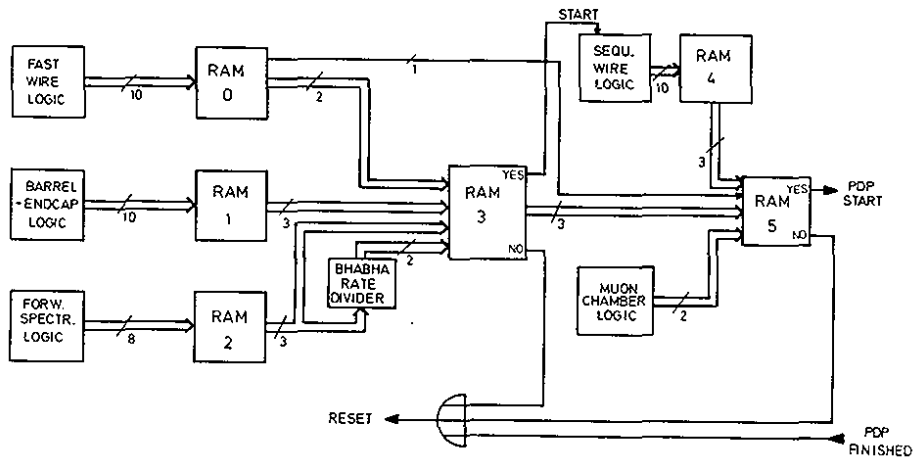 FAST
WIRE
LOGIC
10
RAM
0
1
2
START
SEQU.
WIRE
LOGIC
10
RAM
4
3
BARREL
-ENDCAP
LOGIC
10
RAM
1
3
YES
RAM
3
NO
3
YES
RAM
5
NO
PDP
START
2
BHABHA
RATE
DIVIDER
FORW.
SPECTR.
LOGIC
8
RAM
2
3
MUON
CHAMBER
LOGIC
2
RESET
PDP
FINISHED